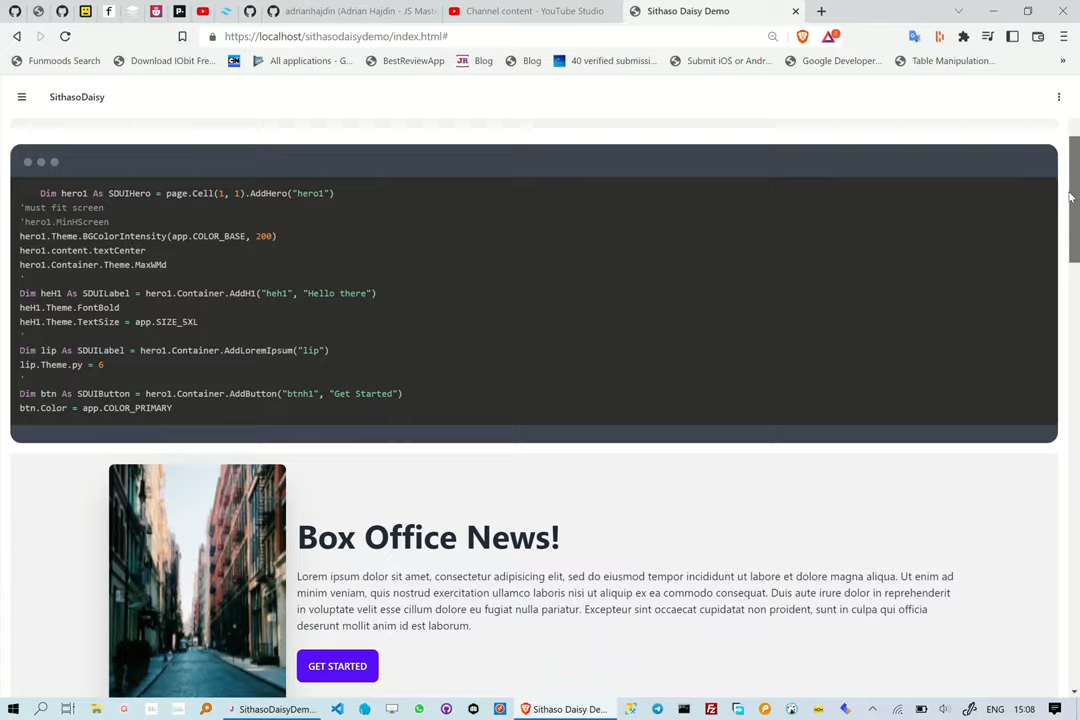 adrianhajdin (Adrian Hajdin - JS Mast
Channel content - YouTube Studio
Sithaso Daisy Demo
https://localhost/sithasodaisydemo/index.html#
Funmoods Search
Download IObit Fre...
All applications - G...
BestReviewApp
Blog
Blog
40 verified submissi...
Submit iOS or Andr...
Google Developer...
Table Manipulation...
SithasoDaisy
Dim hero1 As SDUIHero = page.Cell(1, 1).AddHero("hero1")
'must fit screen
'hero1.MinHScreen
hero1.Theme.BGColorIntensity(app.COLOR_BASE, 200)
hero1.content.textCenter
hero1.Container.Theme.MaxWMd
'
Dim heH1 As SDUILabel = hero1.Container.AddH1("heh1", "Hello there")
heH1.Theme.FontBold
heH1.Theme.TextSize = app.SIZE_5XL
'
Dim lip As SDUILabel = hero1.Container.AddLoremIpsum("lip")
lip.Theme.py = 6
'
Dim btn As SDUIButton = hero1.Container.AddButton("btnh1", "Get Started")
btn.Color = app.COLOR_PRIMARY
Box Office News!
Lorem ipsum dolor sit amet, consectetur adipisicing elit, sed do eiusmod tempor incididunt ut labore et dolore magna aliqua. Ut enim ad
minim veniam, quis nostrud exercitation ullamco laboris nisi ut aliquip ex ea commodo consequat. Duis aute irure dolor in reprehenderit
in voluptate velit esse cillum dolore eu fugiat nulla pariatur. Excepteur sint occaecat cupidatat non proident, sunt in culpa qui officia
deserunt mollit anim id est laborum.
GET STARTED
SithasoDaisyDem...
Sithaso Daisy De...
ENG
15:08